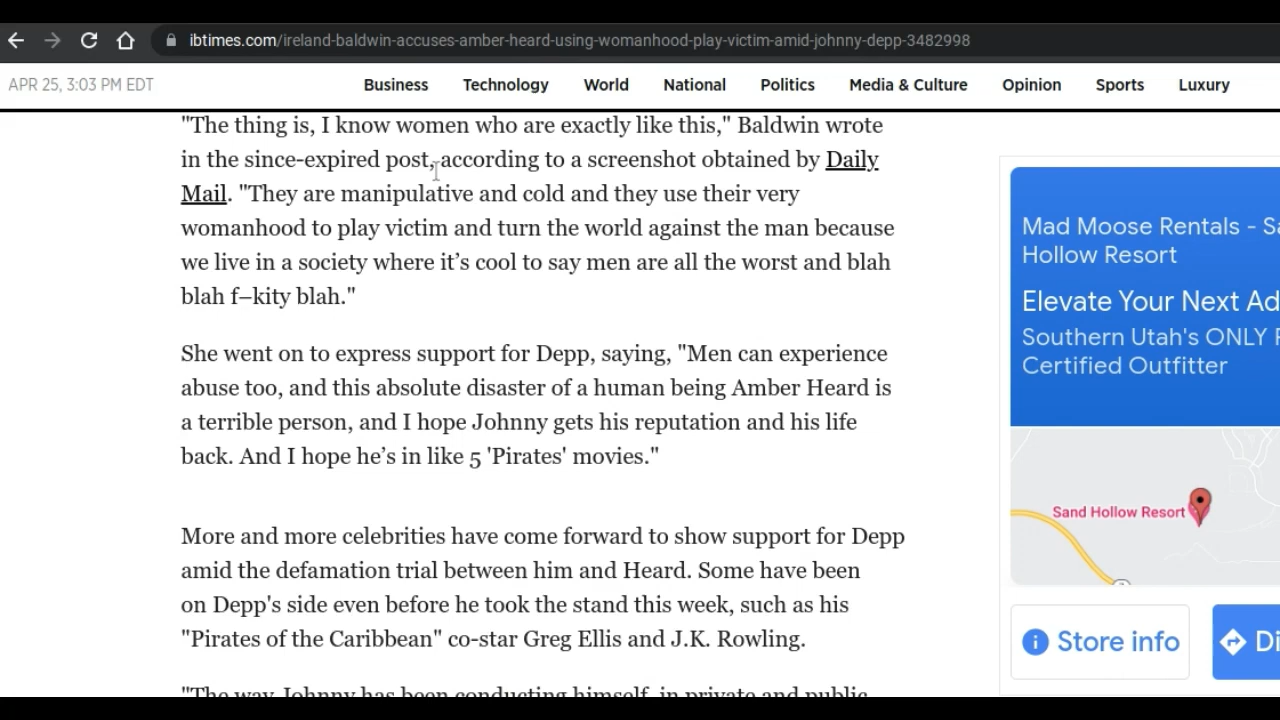 ibtimes.com/ireland-baldwin-accuses-amber-heard-using-womanhood-play-victim-amid-johnny-depp-3482998
APR 25, 3:03 PM EDT
Business Technology World National Politics Media & Culture Opinion Sports Luxury
"The thing is, I know women who are exactly like this," Baldwin wrote
in the since-expired post, according to a screenshot obtained by Daily
Mail. "They are manipulative and cold and they use their very
womanhood to play victim and turn the world against the man because
we live in a society where it’s cool to say men are all the worst and blah
blah f–kity blah."
She went on to express support for Depp, saying, "Men can experience
abuse too, and this absolute disaster of a human being Amber Heard is
a terrible person, and I hope Johnny gets his reputation and his life
back. And I hope he’s in like 5 'Pirates' movies."
More and more celebrities have come forward to show support for Depp
amid the defamation trial between him and Heard. Some have been
on Depp's side even before he took the stand this week, such as his
"Pirates of the Caribbean" co-star Greg Ellis and J.K. Rowling.
"The way Johnny has been conducting himself, in private and public
Mad Moose Rentals - Sa
Hollow Resort
Elevate Your Next Ad
Southern Utah's ONLY
Certified Outfitter
Sand Hollow Resort
Store info
Di